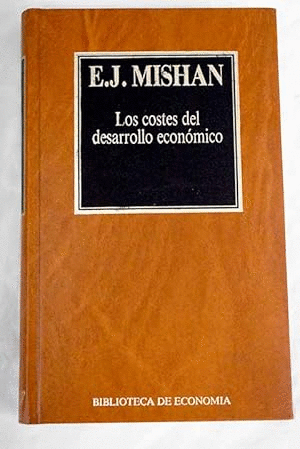 E.J. MISHAN
Los costes del
desarrollo económico
BIBLIOTECA DE ECONOMIA